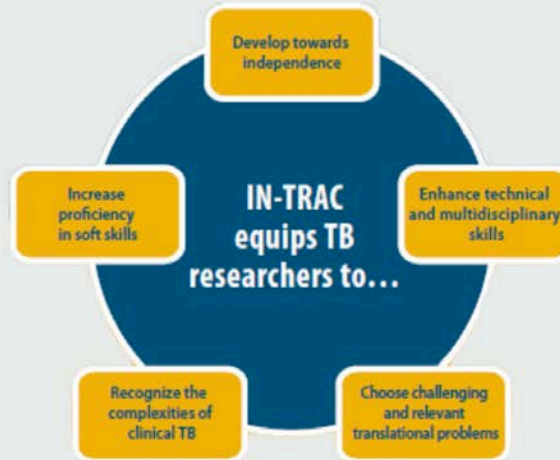 Develop towards
independence
Increase
proficiency
in soft skills
IN-TRAC
equips TB
researchers to…
Enhance technical
and multidisciplinary
skills
Recognize the
complexities of
clinical TB
Choose challenging
and relevant
translational problems